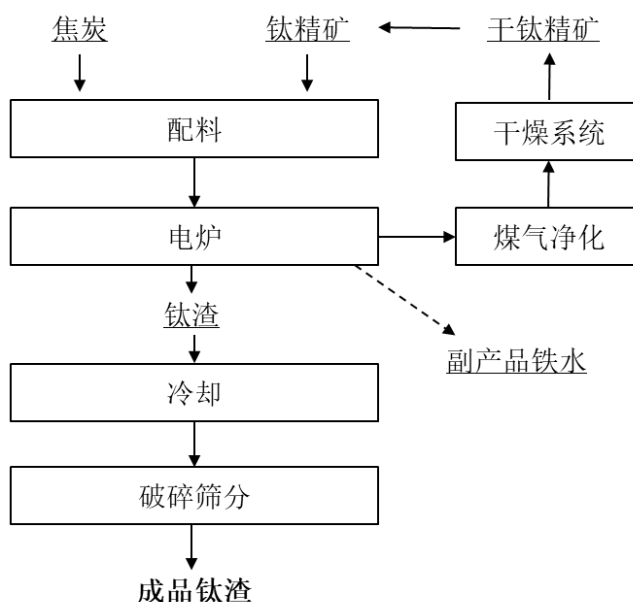 焦炭
钛精矿
干钛精矿
配料
干燥系统
电炉
煤气净化
钛渣
副产品铁水
冷却
破碎筛分
成品钛渣